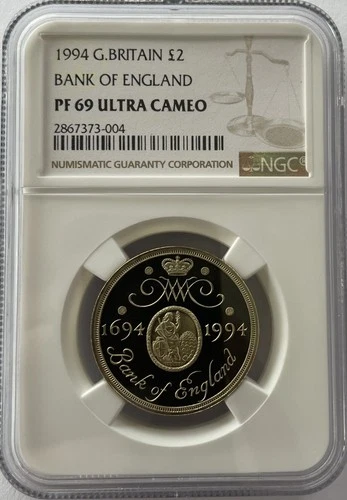 1994 G.BRITAIN £2
BANK OF ENGLAND
PF 69 ULTRA CAMEO
2867373-004
NUMISMATIC GUARANTY CORPORATION
NGC
1694 1994
Bank of England